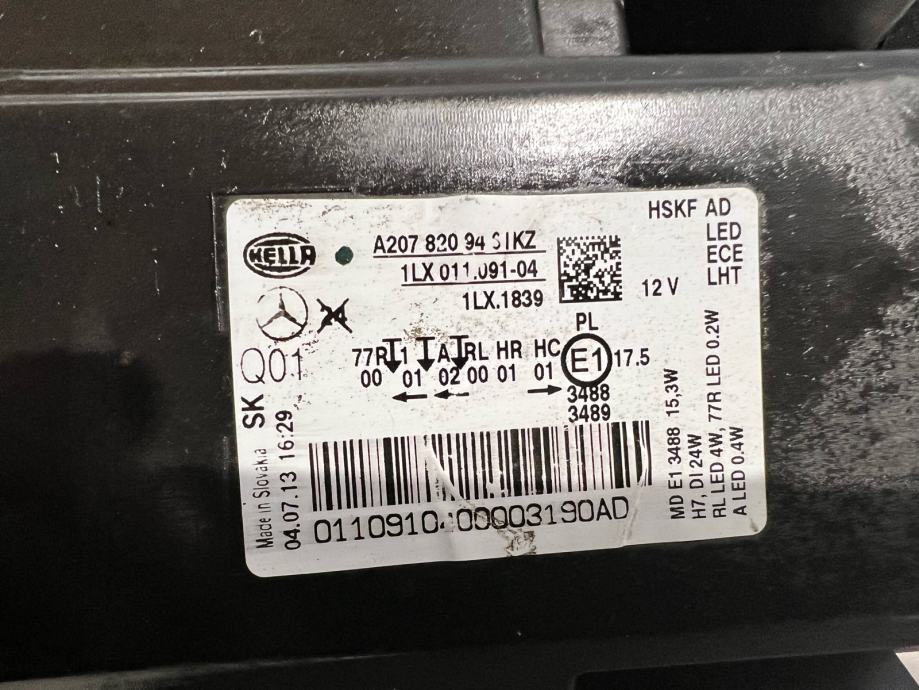 HELLA
A207 820 94 31KZ
1LX 011.091-04
1LX.1839
24
Q01
HSKF AD
LED
ECE
LHT
12 V
PL
77R 1 A RL HR HC
E1
17.5
00 01 02 00 01 01
3488
3489
SK
Made in Slovakia
04.07.13 16:29
MD E1 3488 15,3W
H7, DI 24W
RL LED 4W, 77R LED 0.2W
A LED 0.4W